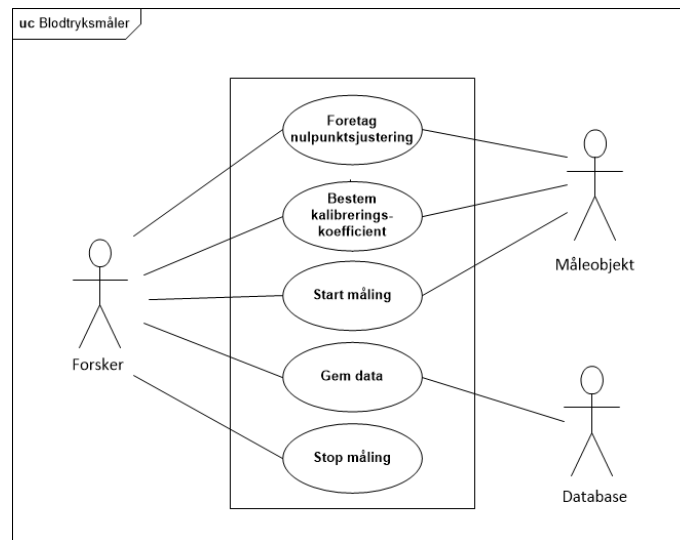 uc Blodtryksmåler
Foretag
nulpunktsjustering
Bestem
kalibrerings-
koefficient
Start måling
Gem data
Stop måling
Forsker
Måleobjekt
Database